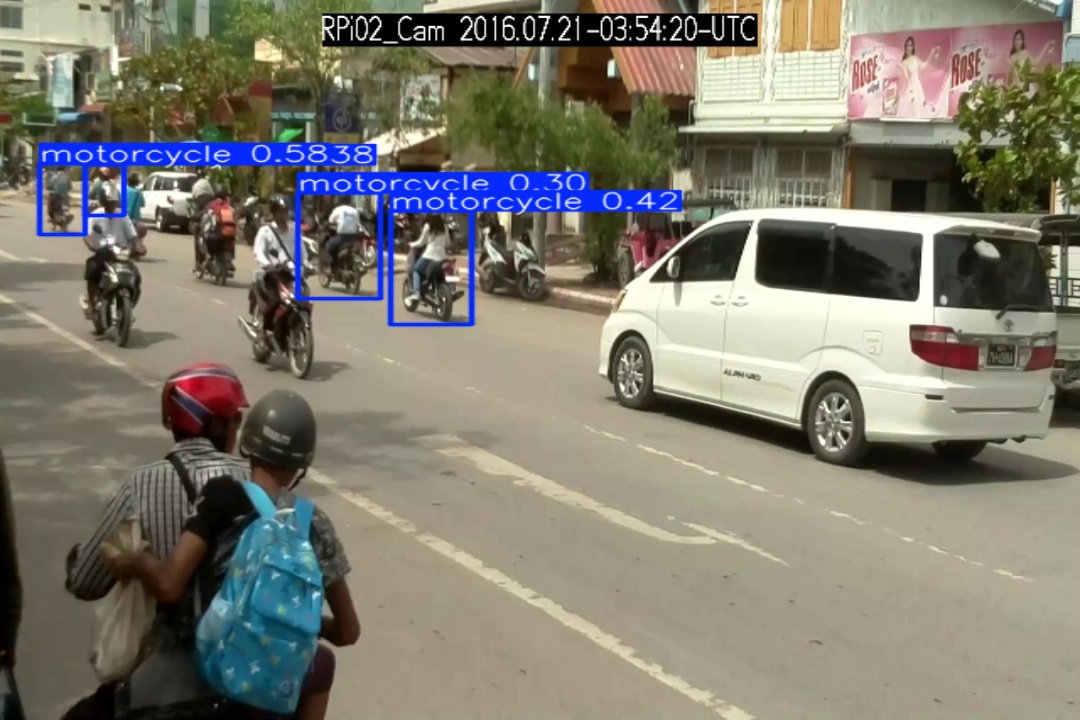 RPi02_Cam 2016.07.21-03:54:20-UTC
motorcycle 0.5838
motorcycle 0.30
motorcycle 0.42
ROSE
ROSE
ALPHARD